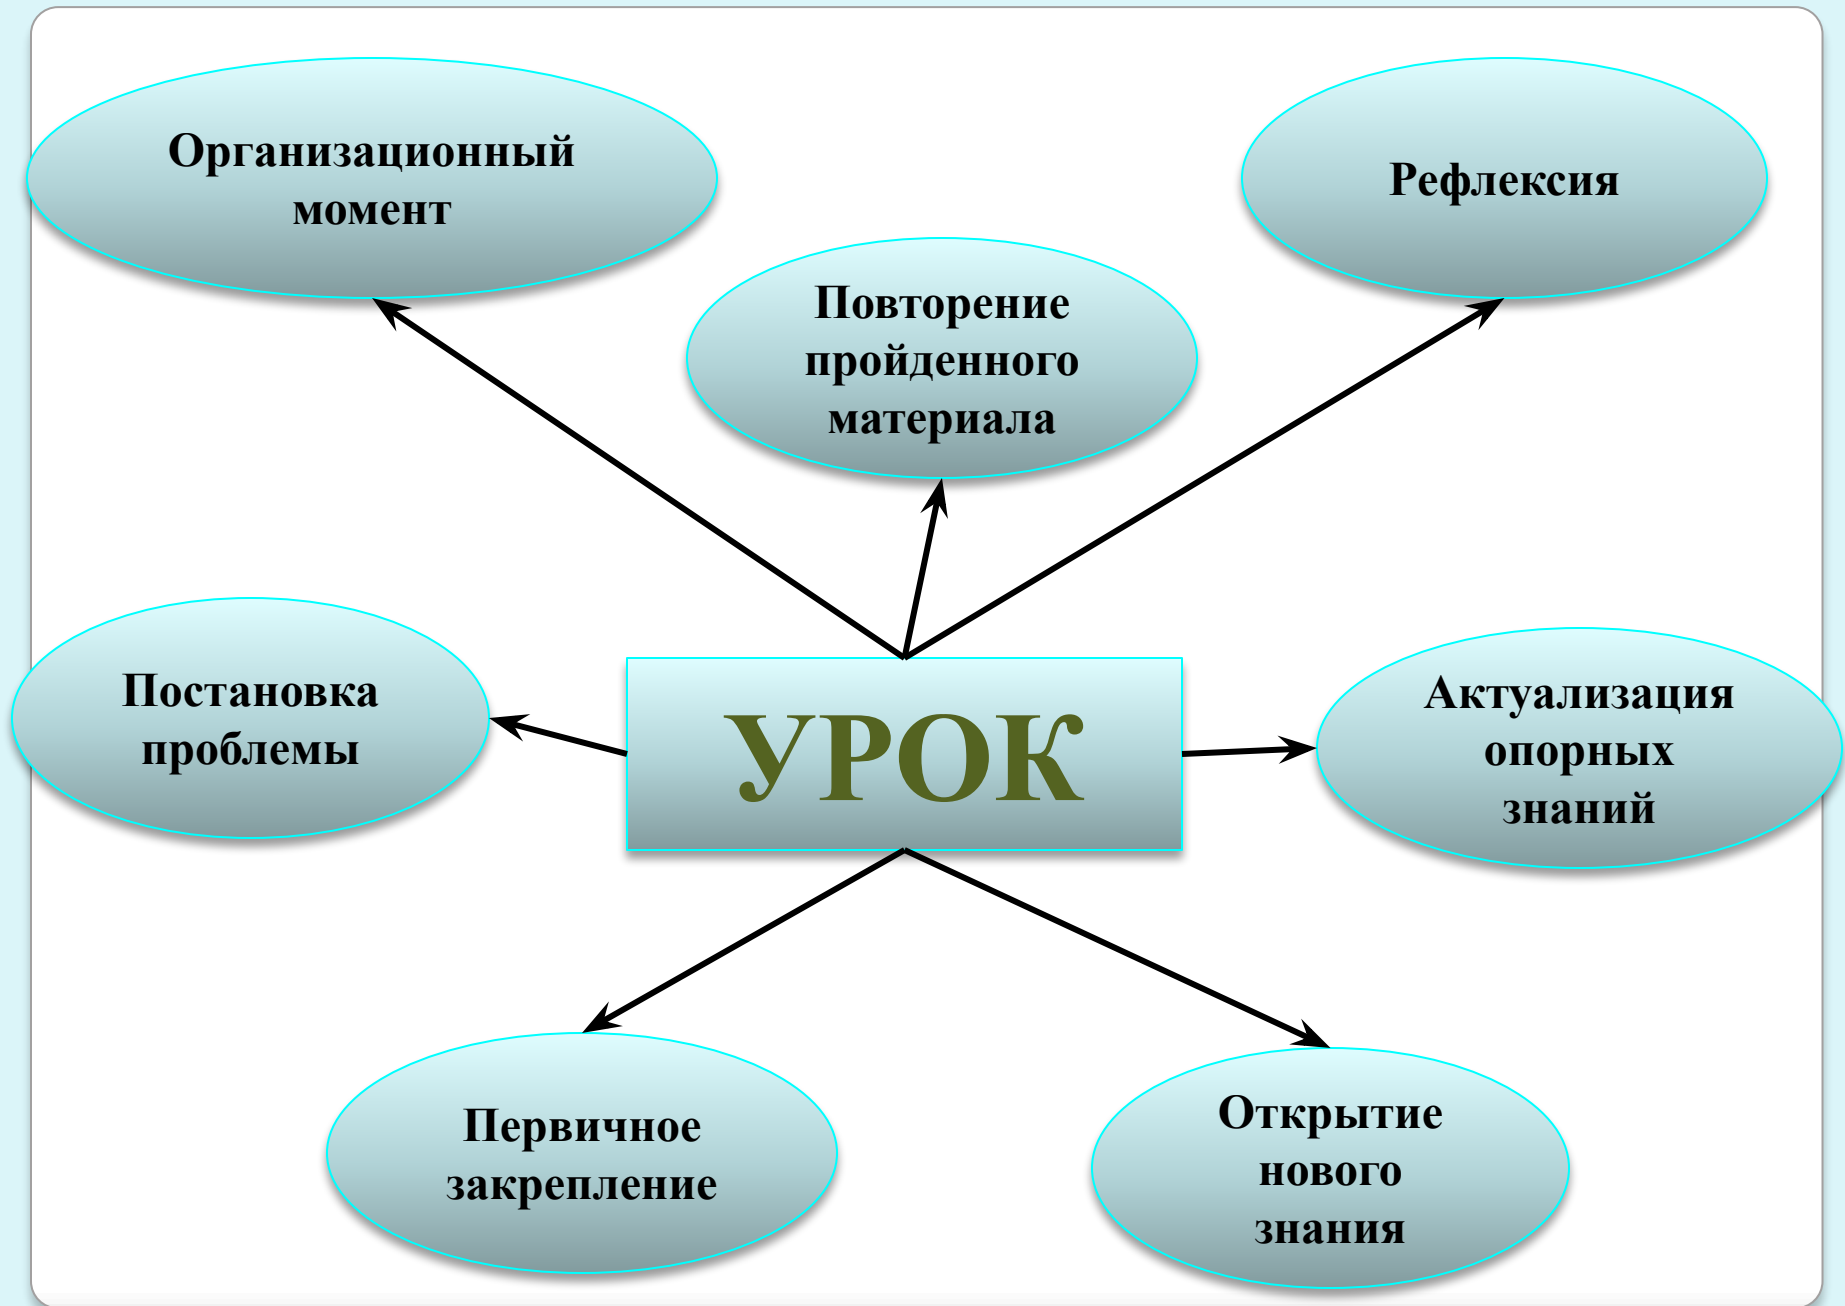 Организационный
момент
Рефлексия
Повторение
пройденного
материала
Постановка
проблемы
УРОК
Актуализация
опорных
знаний
Первичное
закрепление
Открытие
нового
знания